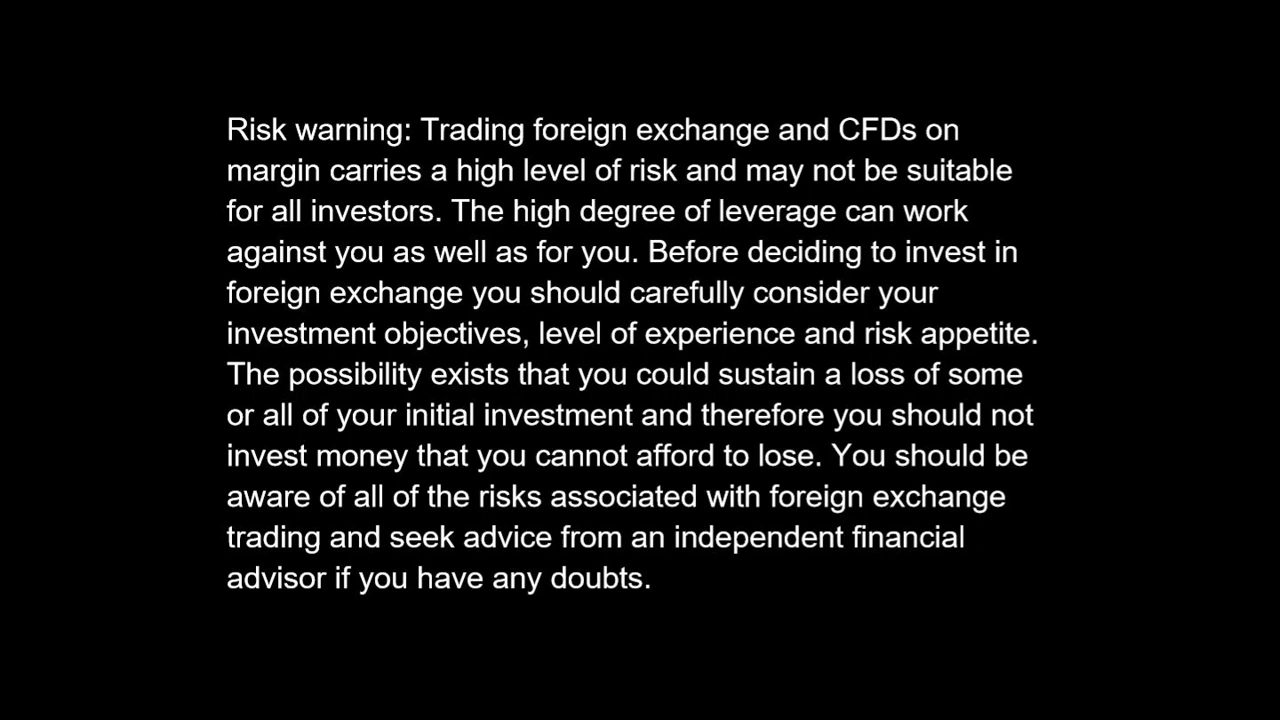 Risk warning: Trading foreign exchange and CFDs on
margin carries a high level of risk and may not be suitable
for all investors. The high degree of leverage can work
against you as well as for you. Before deciding to invest in
foreign exchange you should carefully consider your
investment objectives, level of experience and risk appetite.
The possibility exists that you could sustain a loss of some
or all of your initial investment and therefore you should not
invest money that you cannot afford to lose. You should be
aware of all of the risks associated with foreign exchange
trading and seek advice from an independent financial
advisor if you have any doubts.